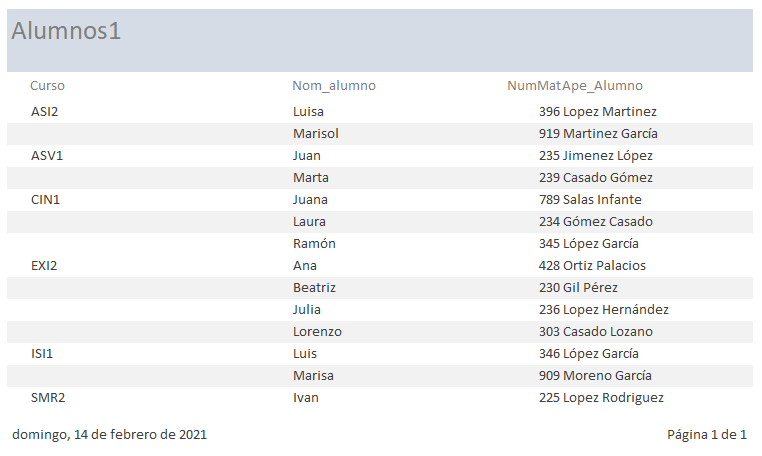 Alumnos1
Curso Nom_alumno NumMat Ape_Alumno
ASI2 Luisa 396 Lopez Martinez
Marisol 919 Martinez García
ASV1 Juan 235 Jimenez López
Marta 239 Casado Gómez
CIN1 Juana 789 Salas Infante
Laura 234 Gómez Casado
Ramón 345 López García
EXI2 Ana 428 Ortiz Palacios
Beatriz 230 Gil Pérez
Julia 236 Lopez Hernández
Lorenzo 303 Casado Lozano
ISI1 Luis 346 López García
Marisa 909 Moreno García
SMR2 Ivan 225 Lopez Rodriguez
domingo, 14 de febrero de 2021 Página 1 de 1